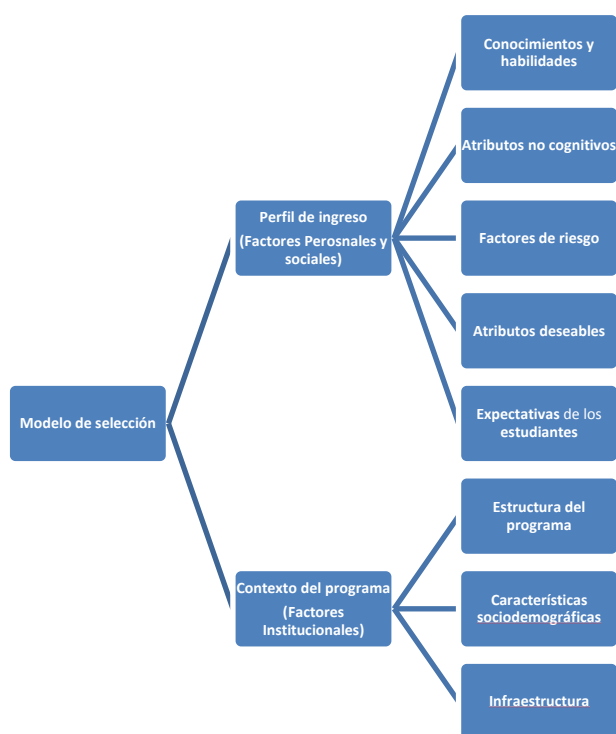 Modelo de selección
Perfil de ingreso
(Factores Perosnales y
sociales)
Conocimientos y
habilidades
Atributos no cognitivos
Factores de riesgo
Atributos deseables
Expectativas de los
estudiantes
Contexto del programa
(Factores
Institucionales)
Estructura del
programa
Características
sociodemográficas
Infraestructura